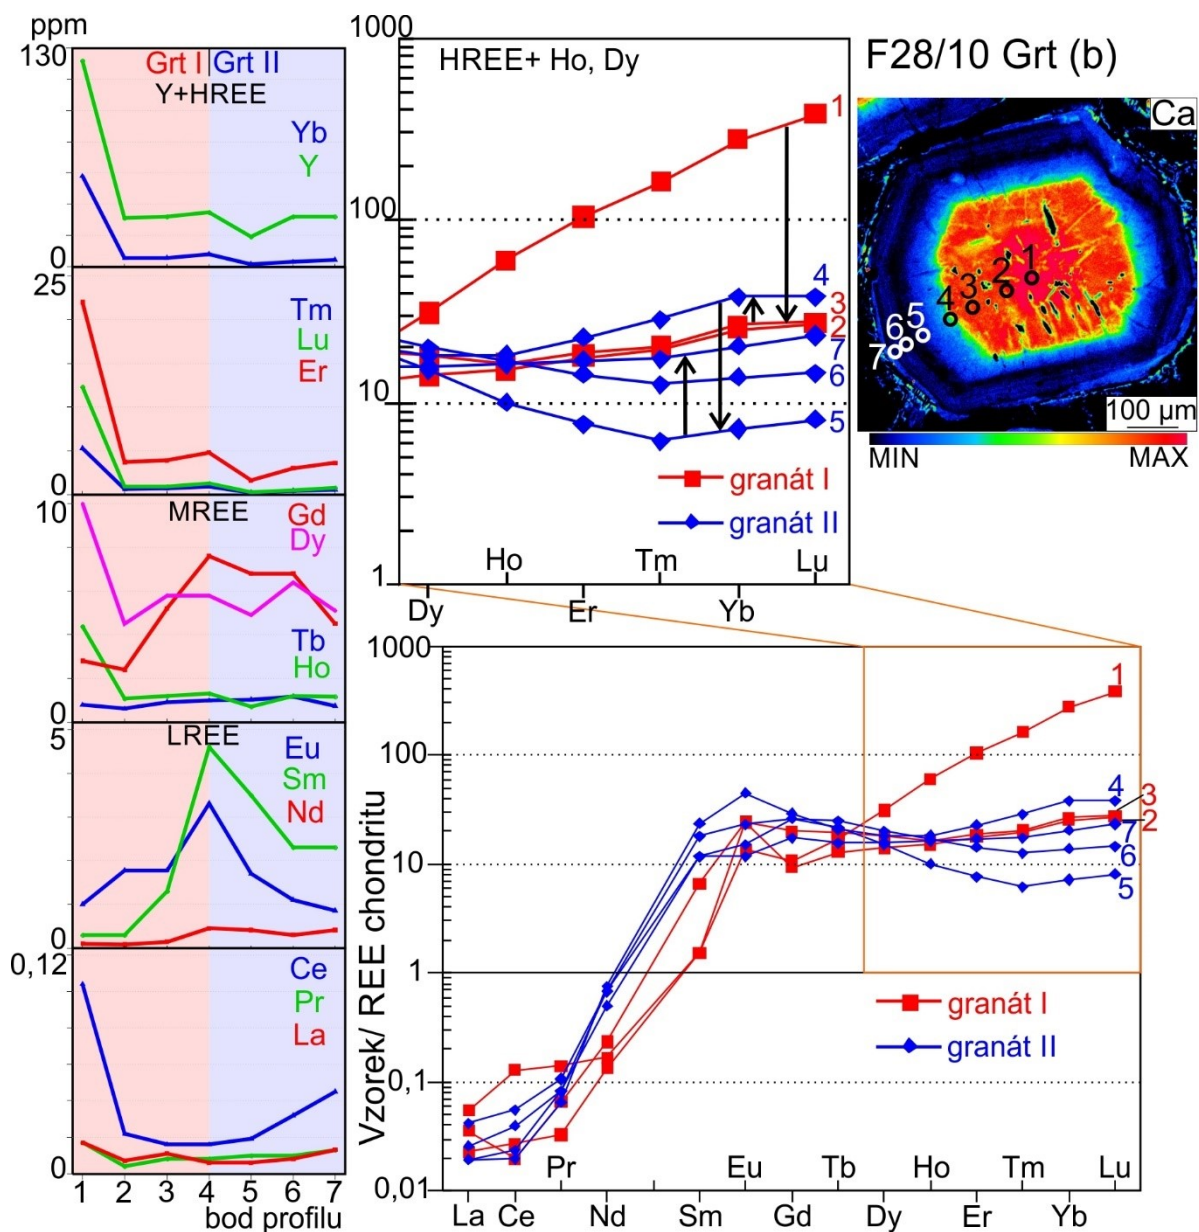 ppm
130
Grt I|Grt II
Y+HREE
Yb
Y
0
25
Tm
Lu
Er
0
10
MREE
Gd
Dy
Tb
Ho
0
5
LREE
Eu
Sm
Nd
0
0,12
Ce
Pr
La
0
1 2 3 4 5 6 7
bod profilu
1000
HREE+ Ho, Dy
1
100
4
3
2
7
6
5
10
granát I
granát II
1
Ho Tm Lu
Dy Er Yb
F28/10 Grt (b)
Ca
1
2
3
4
5
6
7
100 µm
MIN MAX
Vzorek/ REE chondritu
1000
1
100
4
3
2
7
6
5
10
1
granát I
granát II
0,1
Pr Eu Tb Ho Tm Lu
0,01
La Ce Nd Sm Gd Dy Er Yb